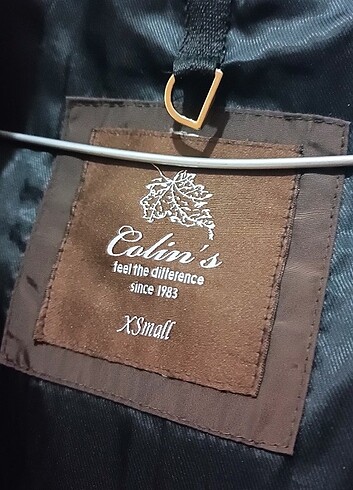 Colin's
feel the difference
since 1983
XSmall